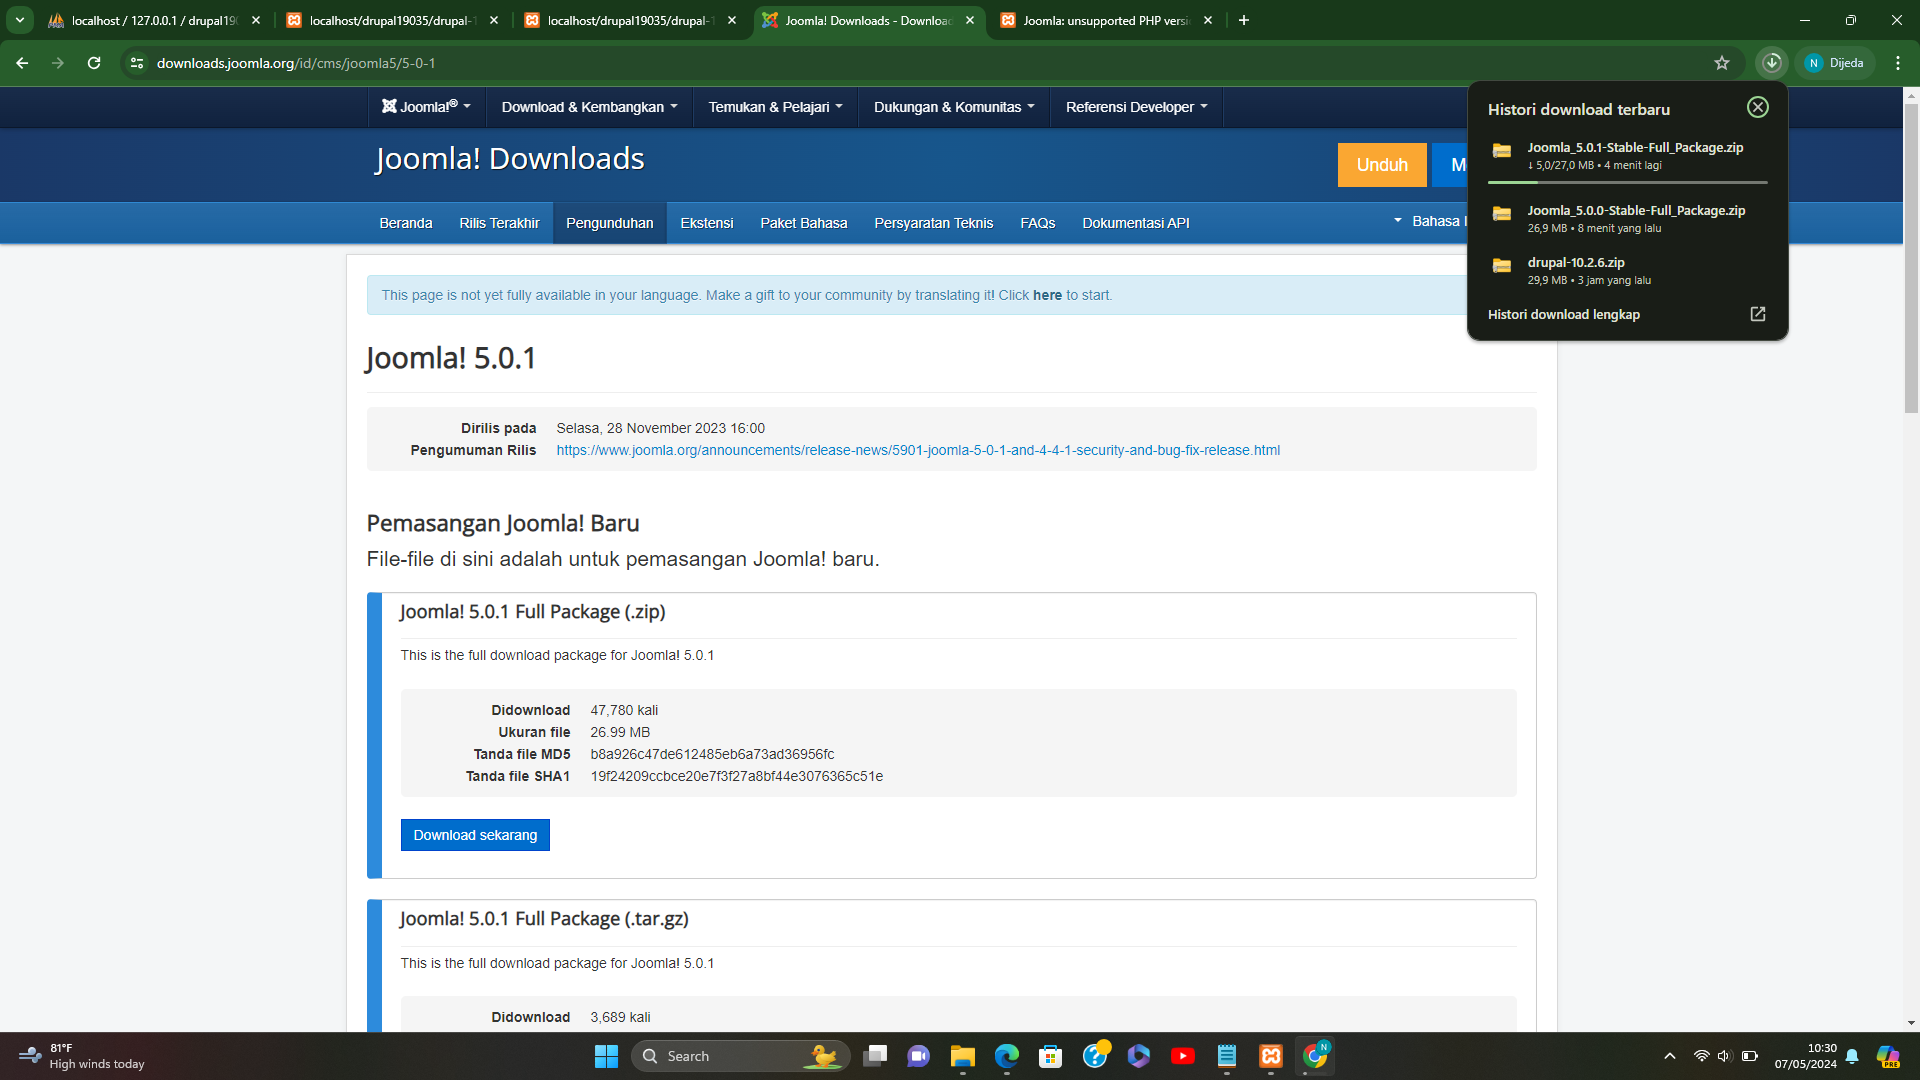 localhost / 127.0.0.1 / drupal190
localhost/drupal19035/drupal-1
localhost/drupal19035/drupal-1
Joomla! Downloads - Download
Joomla: unsupported PHP versi
downloads.joomla.org/id/cms/joomla5/5-0-1
N Dijeda
Joomla!® Download & Kembangkan Temukan & Pelajari Dukungan & Komunitas Referensi Developer
Joomla! Downloads
Unduh
M
Beranda Rilis Terakhir Pengunduhan Ekstensi Paket Bahasa Persyaratan Teknis FAQs Dokumentasi API Bahasa I
Histori download terbaru
Joomla_5.0.1-Stable-Full_Package.zip
↓ 5,0/27,0 MB • 4 menit lagi
Joomla_5.0.0-Stable-Full_Package.zip
26,9 MB • 8 menit yang lalu
drupal-10.2.6.zip
29,9 MB • 3 jam yang lalu
Histori download lengkap
This page is not yet fully available in your language. Make a gift to your community by translating it! Click here to start.
Joomla! 5.0.1
Dirilis pada Selasa, 28 November 2023 16:00
Pengumuman Rilis https://www.joomla.org/announcements/release-news/5901-joomla-5-0-1-and-4-4-1-security-and-bug-fix-release.html
Pemasangan Joomla! Baru
File-file di sini adalah untuk pemasangan Joomla! baru.
Joomla! 5.0.1 Full Package (.zip)
This is the full download package for Joomla! 5.0.1
Didownload 47,780 kali
Ukuran file 26.99 MB
Tanda file MD5 b8a926c47de612485eb6a73ad36956fc
Tanda file SHA1 19f24209ccbce20e7f3f27a8bf44e3076365c51e
Download sekarang
Joomla! 5.0.1 Full Package (.tar.gz)
This is the full download package for Joomla! 5.0.1
Didownload 3,689 kali
81°F
High winds today
Search
N
PRE
10:30
07/05/2024